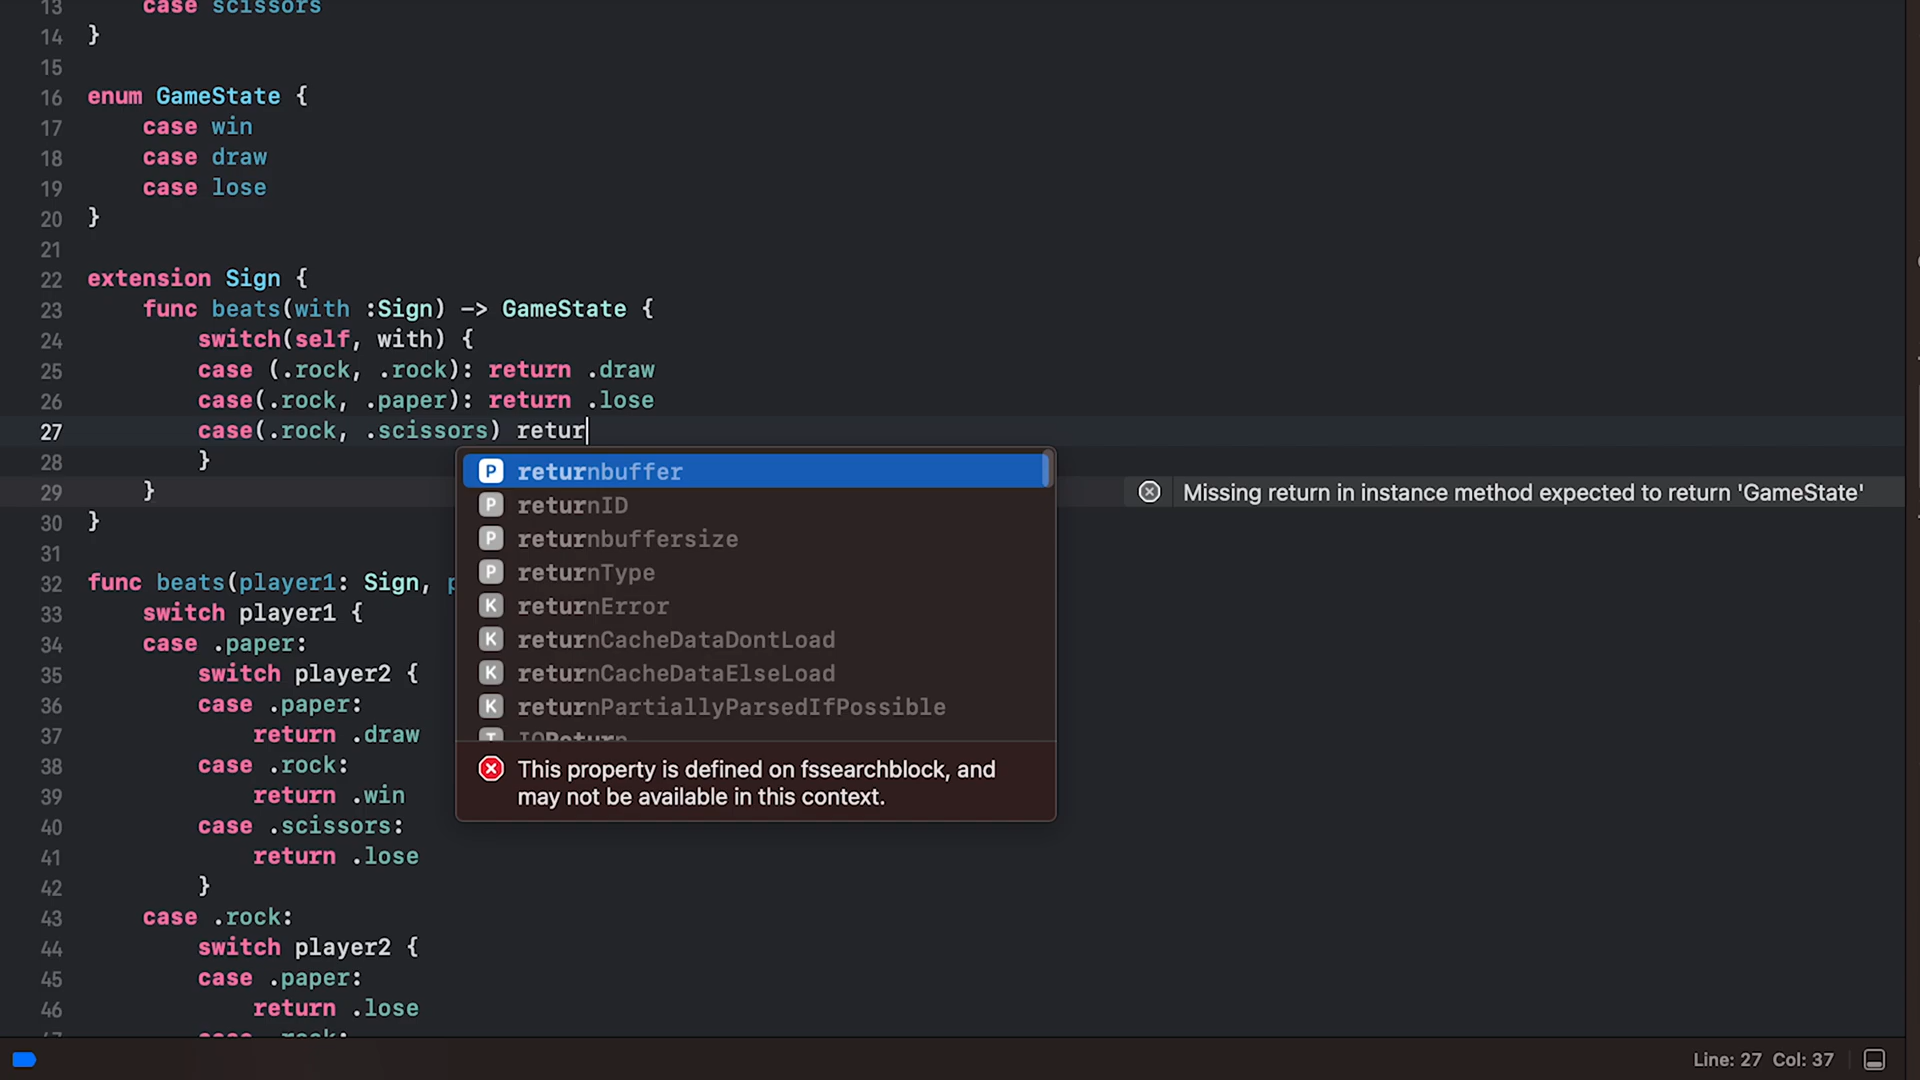 13 case scissors
14 }
15
16 enum GameState {
17 case win
18 case draw
19 case lose
20 }
21
22 extension Sign {
23 func beats(with :Sign) -> GameState {
24 switch(self, with) {
25 case (.rock, .rock): return .draw
26 case(.rock, .paper): return .lose
27 case(.rock, .scissors) retur
28 }
29 }
Missing return in instance method expected to return 'GameState'
30 }
31
32 func beats(player1: Sign, p
33 switch player1 {
34 case .paper:
35 switch player2 {
36 case .paper:
37 return .draw
38 case .rock:
39 return .win
40 case .scissors:
41 return .lose
42 }
43 case .rock:
44 switch player2 {
45 case .paper:
46 return .lose
47 case .rock:
P returnbuffer
P returnID
P returnbuffersize
P returnType
K returnError
K returnCacheDataDontLoad
K returnCacheDataElseLoad
K returnPartiallyParsedIfPossible
T IOReturn
This property is defined on fssearchblock, and
may not be available in this context.
Line: 27 Col: 37